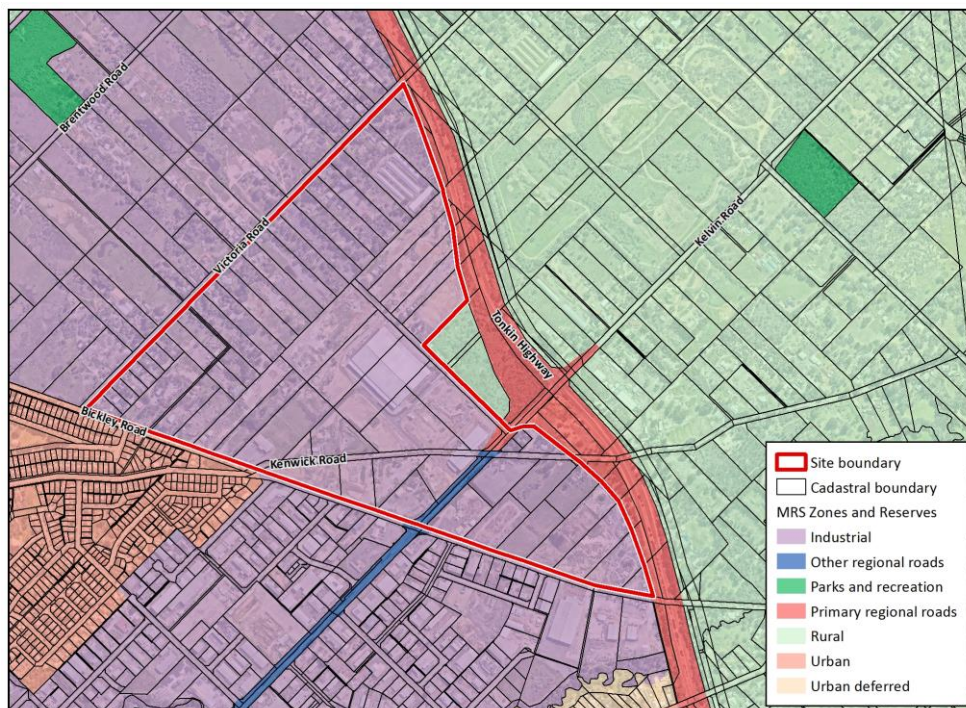 Brentwood Road
Victoria Road
Kelvin Road
Tonkin Highway
Bickley Road
Kenwick Road
Site boundary
Cadastral boundary
MRS Zones and Reserves
Industrial
Other regional roads
Parks and recreation
Primary regional roads
Rural
Urban
Urban deferred